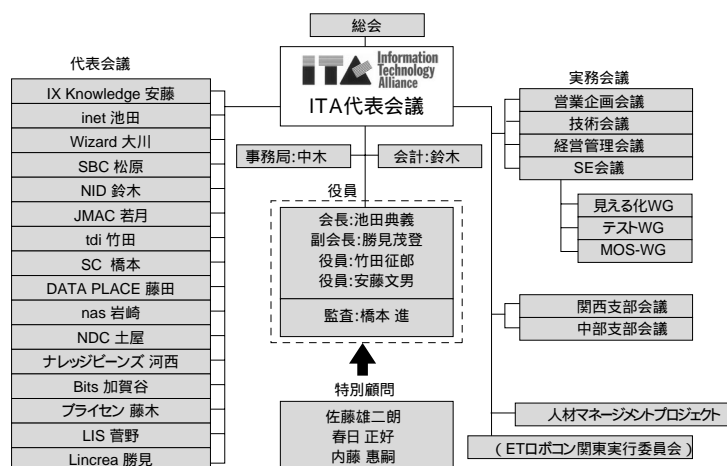 総会
Information
Technology
Alliance
ITA代表会議
代表会議
IX Knowledge 安藤
inet 池田
Wizard 大川
SBC 松原
NID 鈴木
JMAC 若月
tdi 竹田
SC 橋本
DATA PLACE 藤田
nas 岩崎
NDC 土屋
ナレッジビーンズ 河西
Bits 加賀谷
ブライセン 藤木
LIS 菅野
Lincrea 勝見
事務局:中木
会計:鈴木
役員
会長:池田典義
副会長:勝見茂登
役員:竹田征郎
役員:安藤文男
監査:橋本 進
特別顧問
佐藤雄二朗
春日 正好
内藤 惠嗣
実務会議
営業企画会議
技術会議
経営管理会議
SE会議
見える化WG
テストWG
MOS-WG
関西支部会議
中部支部会議
人材マネージメントプロジェクト
(ETロボコン関東実行委員会)